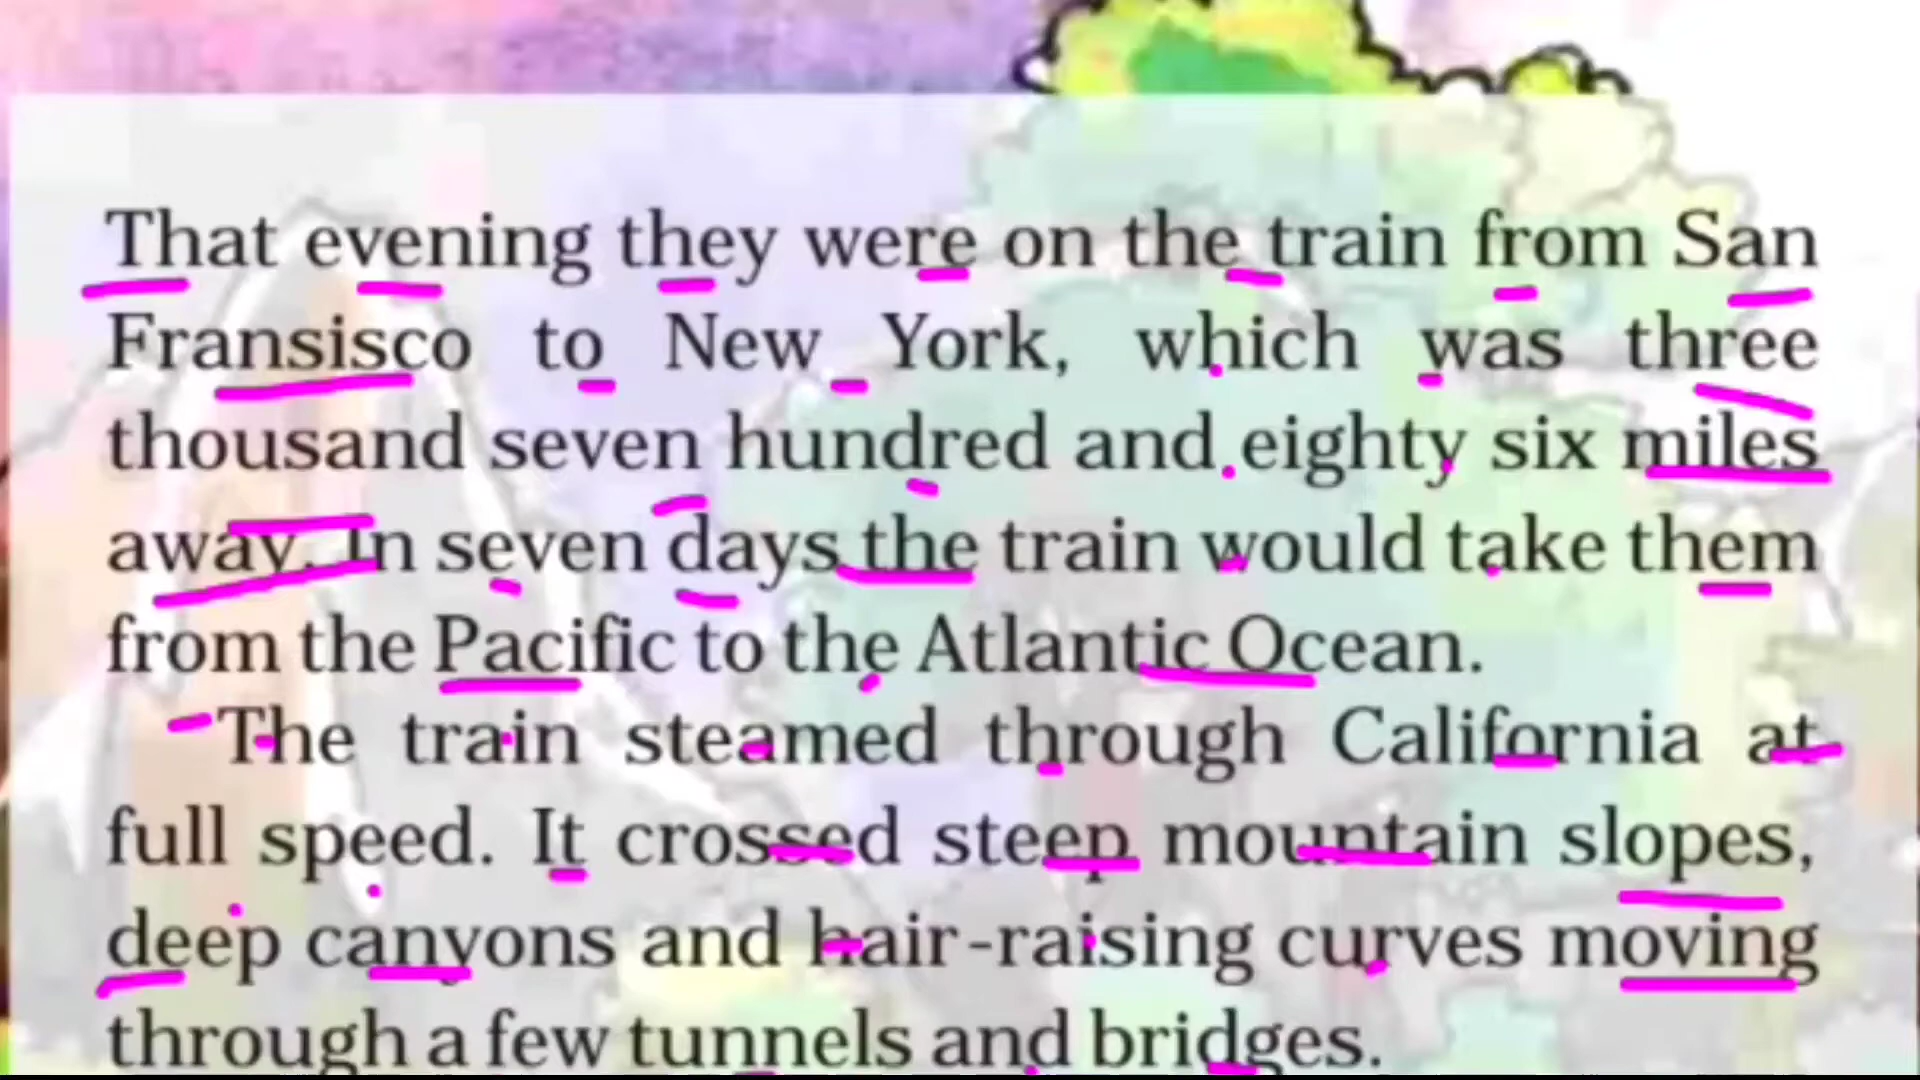 That evening they were on the train from San
Fransisco to New York, which was three
thousand seven hundred and eighty six miles
away. In seven days the train would take them
from the Pacific to the Atlantic Ocean.
The train steamed through California at
full speed. It crossed steep mountain slopes,
deep canyons and hair-raising curves moving
through a few tunnels and bridges.